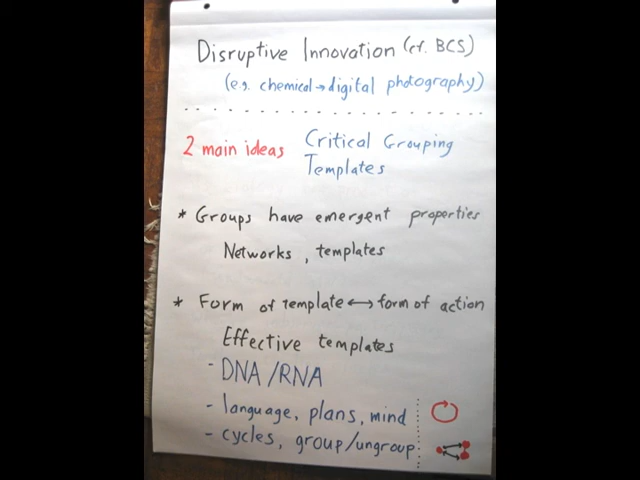 Disruptive Innovation (cf. BCS)
(e.g. chemical→digital photography)
2 main ideas Critical Grouping
Templates
* Groups have emergent properties
Networks, templates
* Form of template ↔ form of action
Effective templates
- DNA/RNA
- language, plans, mind
- cycles, group/ungroup